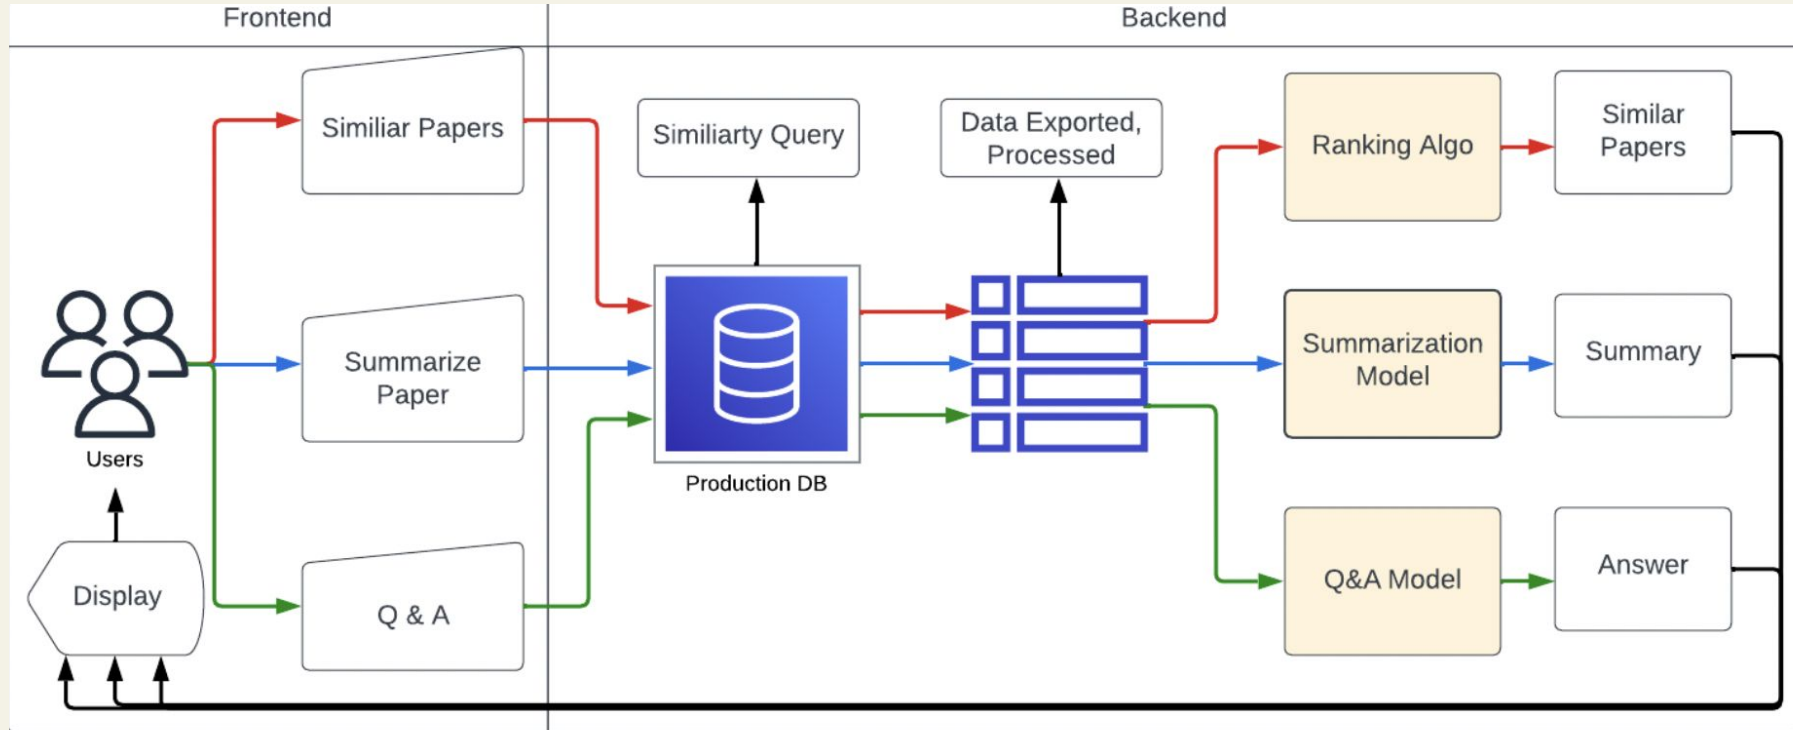 Frontend
Backend
Similiar Papers
Similiarty Query
Data Exported,
Processed
Ranking Algo
Similar
Papers
Users
Summarize
Paper
Production DB
Summarization
Model
Summary
Display
Q & A
Q&A Model
Answer